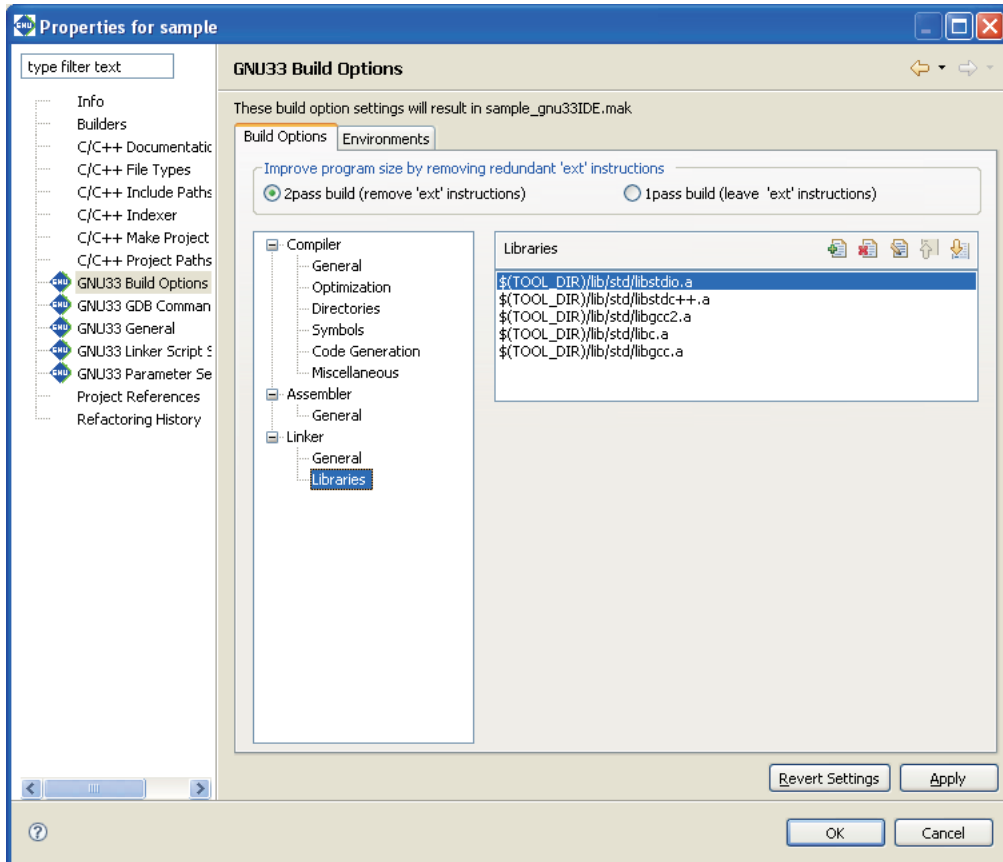 Properties for sample
type filter text
Info
Builders
C/C++ Documentatic
C/C++ File Types
C/C++ Include Paths
C/C++ Indexer
C/C++ Make Project
C/C++ Project Paths
GNU33 Build Options
GNU33 GDB Comman
GNU33 General
GNU33 Linker Script S
GNU33 Parameter Se
Project References
Refactoring History
GNU33 Build Options
These build option settings will result in sample_gnu33IDE.mak
Build Options
Environments
Improve program size by removing redundant 'ext' instructions
2pass build (remove 'ext' instructions)
1pass build (leave 'ext' instructions)
Compiler
General
Optimization
Directories
Symbols
Code Generation
Miscellaneous
Assembler
General
Linker
General
Libraries
Libraries
$(TOOL_DIR)/lib/std/libstdio.a
$(TOOL_DIR)/lib/std/libstdc++.a
$(TOOL_DIR)/lib/std/libgcc2.a
$(TOOL_DIR)/lib/std/libc.a
$(TOOL_DIR)/lib/std/libgcc.a
Revert Settings
Apply
OK
Cancel